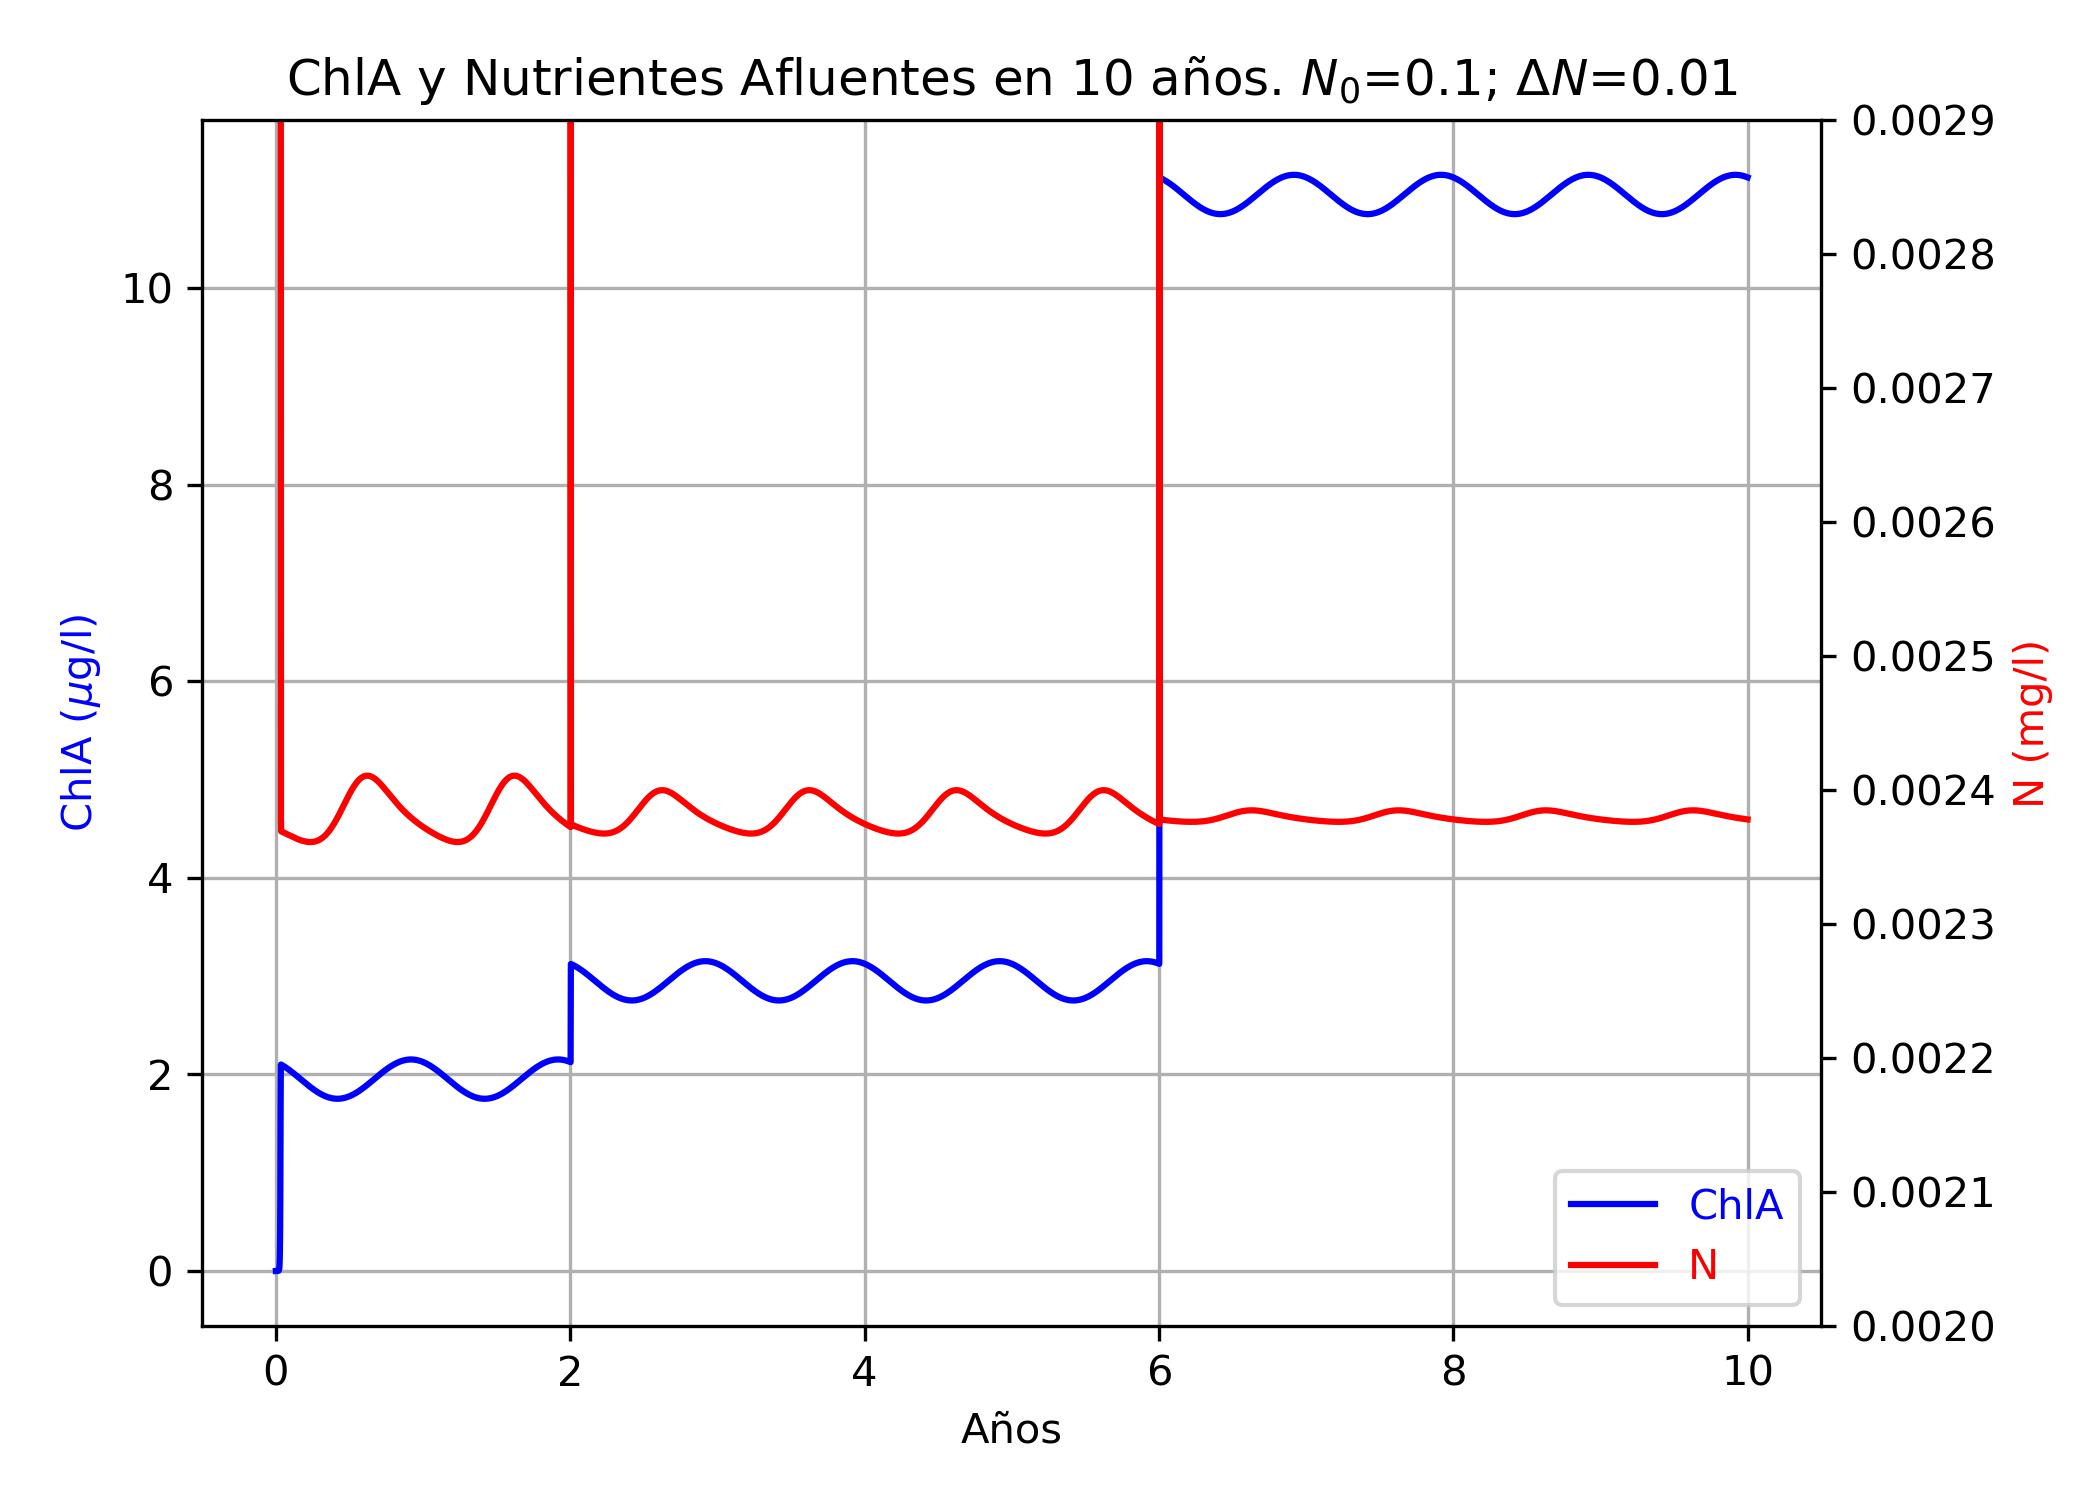 ChlA y Nutrientes Afluentes en 10 años. N₀=0.1; ΔN=0.01
ChlA (μg/l)
10
8
6
4
2
0
0.0029
0.0028
0.0027
0.0026
0.0025
0.0024
0.0023
0.0022
0.0021
0.0020
N (mg/l)
ChlA
N
0 2 4 6 8 10
Años